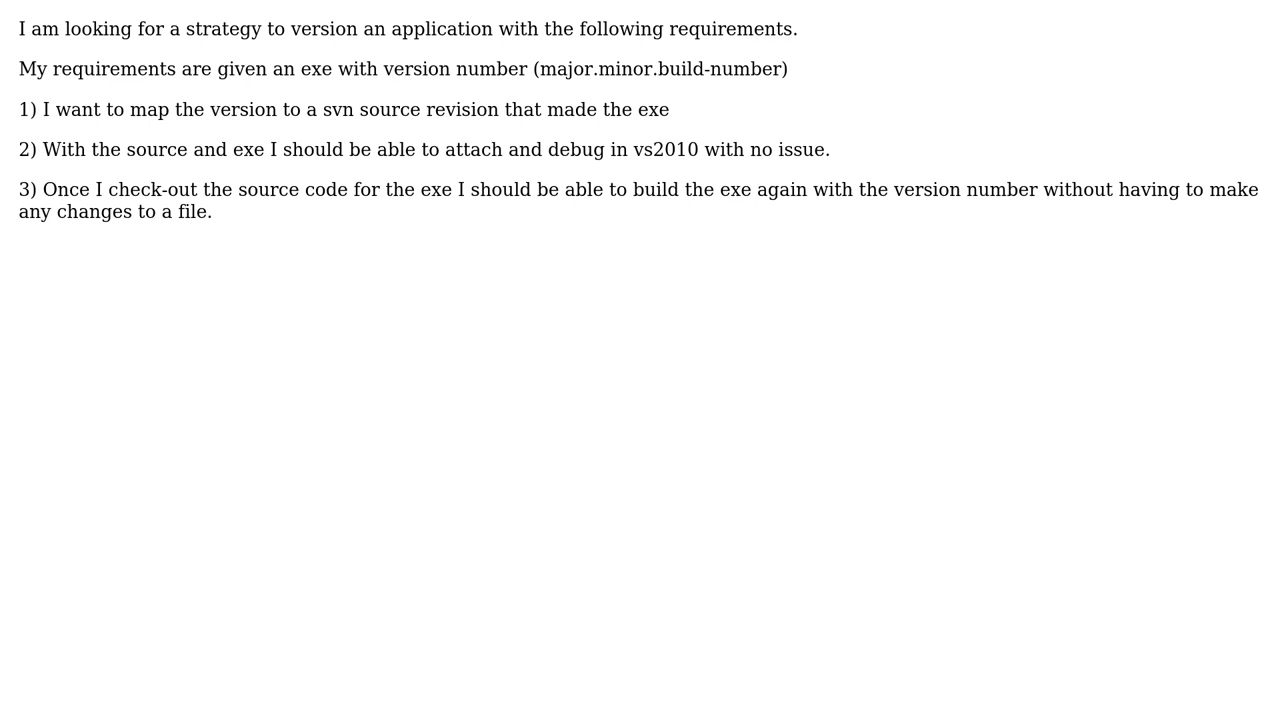 I am looking for a strategy to version an application with the following requirements.
My requirements are given an exe with version number (major.minor.build-number)
1) I want to map the version to a svn source revision that made the exe
2) With the source and exe I should be able to attach and debug in vs2010 with no issue.
3) Once I check-out the source code for the exe I should be able to build the exe again with the version number without having to make
any changes to a file.